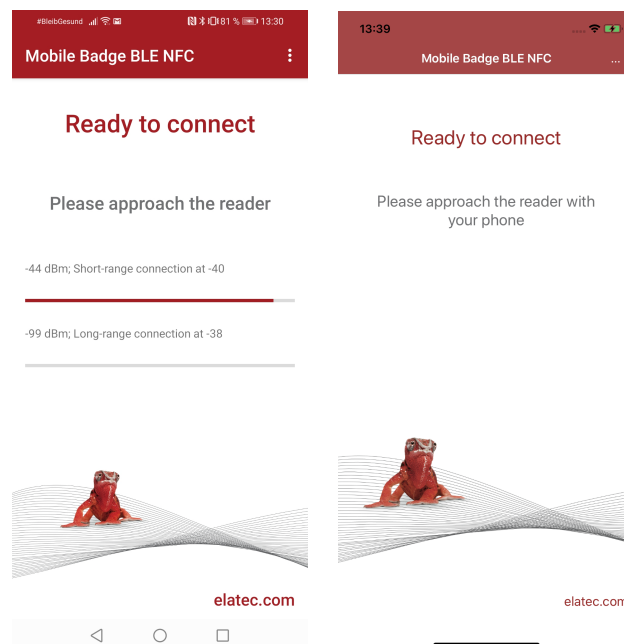 #BleibGesund 81 % 13:30
Mobile Badge BLE NFC
Ready to connect
Please approach the reader
-44 dBm; Short-range connection at -40
-99 dBm; Long-range connection at -38
elatec.com
13:39
Mobile Badge BLE NFC ...
Ready to connect
Please approach the reader with
your phone
elatec.com